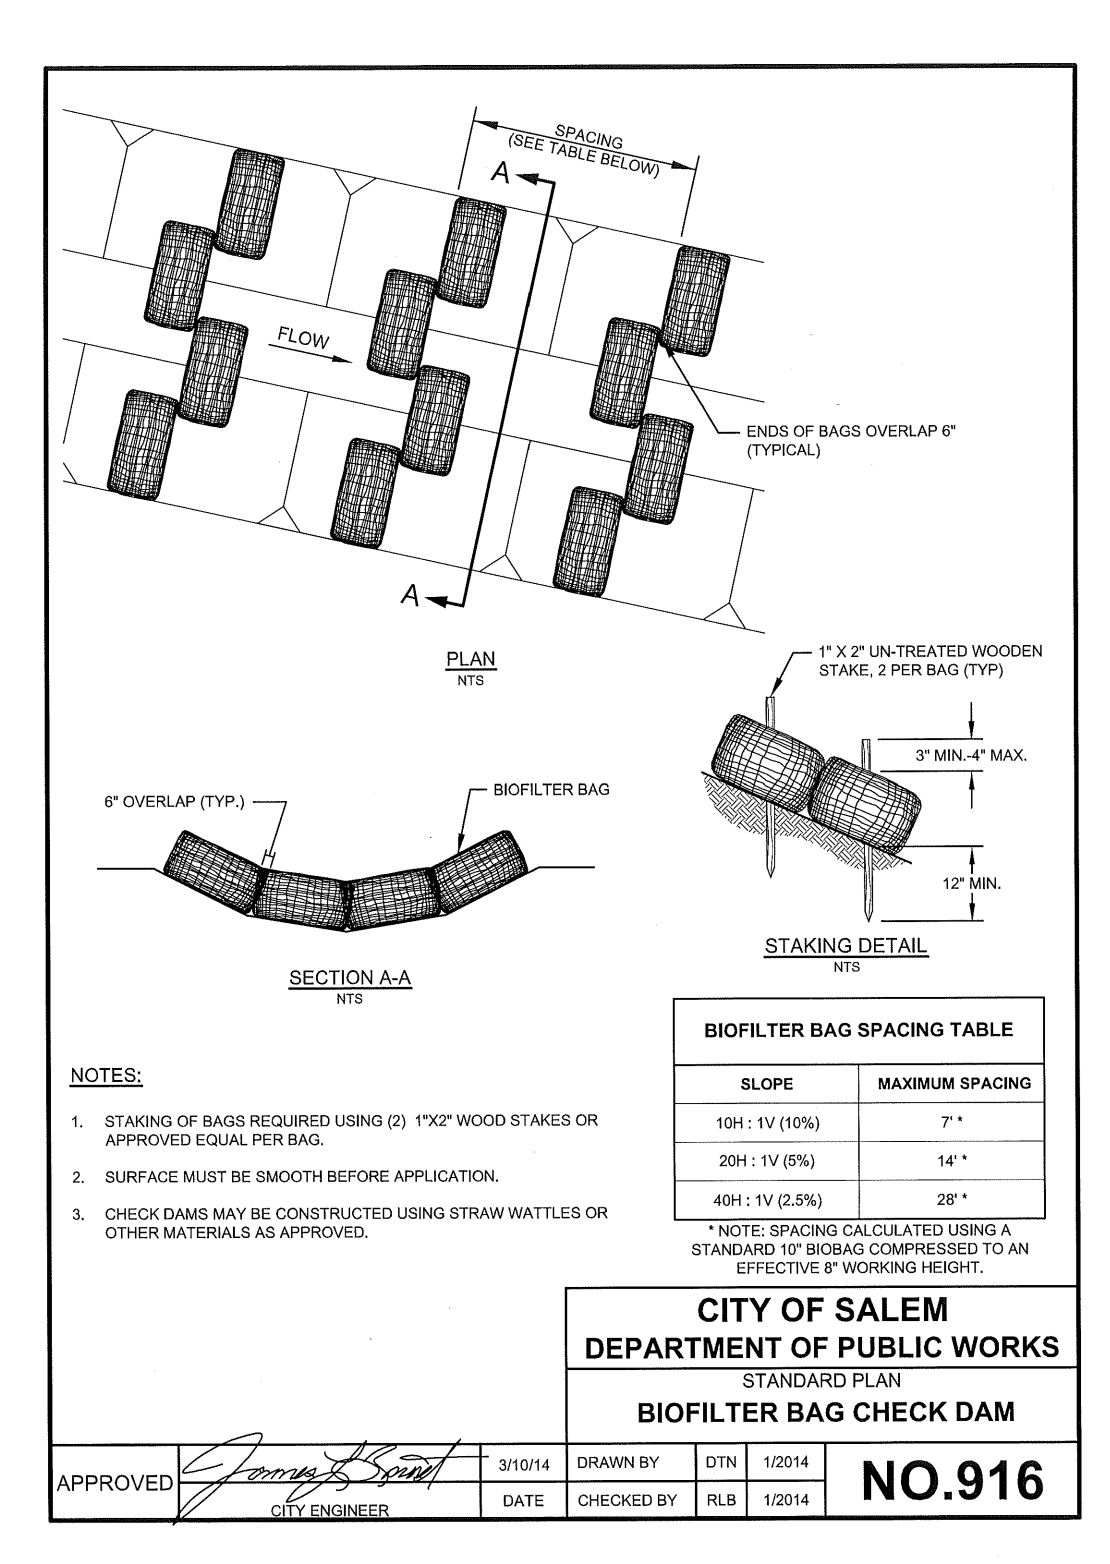 SPACING
(SEE TABLE BELOW)
A
FLOW
ENDS OF BAGS OVERLAP 6"
(TYPICAL)
A
PLAN
NTS
1" X 2" UN-TREATED WOODEN
STAKE, 2 PER BAG (TYP)
3" MIN.-4" MAX.
12" MIN.
STAKING DETAIL
NTS
6" OVERLAP (TYP.)
BIOFILTER BAG
SECTION A-A
NTS
BIOFILTER BAG SPACING TABLE
SLOPE MAXIMUM SPACING
10H : 1V (10%) 7' *
20H : 1V (5%) 14' *
40H : 1V (2.5%) 28' *
* NOTE: SPACING CALCULATED USING A
STANDARD 10" BIOBAG COMPRESSED TO AN
EFFECTIVE 8" WORKING HEIGHT.
NOTES:
1. STAKING OF BAGS REQUIRED USING (2) 1"X2" WOOD STAKES OR
APPROVED EQUAL PER BAG.
2. SURFACE MUST BE SMOOTH BEFORE APPLICATION.
3. CHECK DAMS MAY BE CONSTRUCTED USING STRAW WATTLES OR
OTHER MATERIALS AS APPROVED.
CITY OF SALEM
DEPARTMENT OF PUBLIC WORKS
STANDARD PLAN
BIOFILTER BAG CHECK DAM
APPROVED
CITY ENGINEER
3/10/14
DATE
DRAWN BY DTN 1/2014
CHECKED BY RLB 1/2014
NO.916